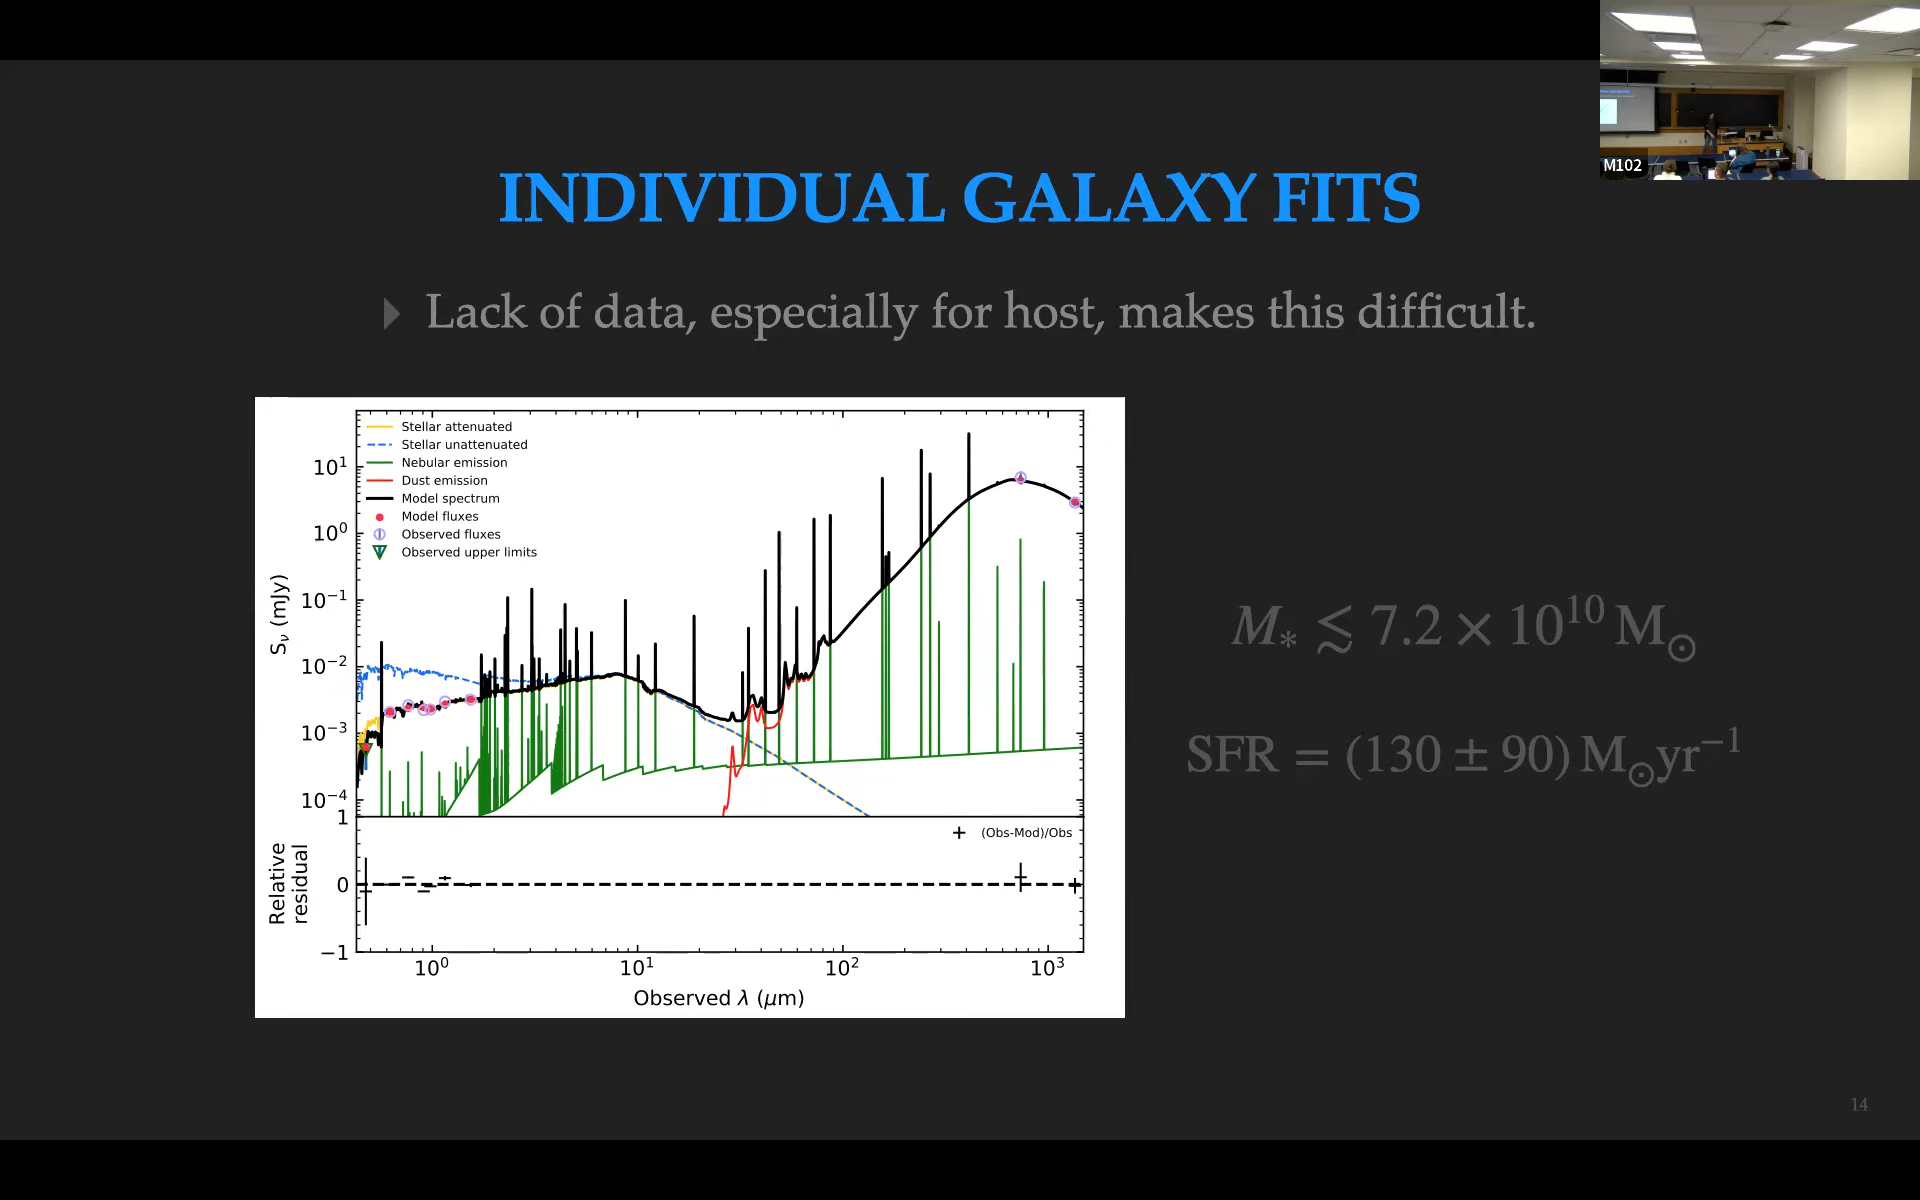 M102
INDIVIDUAL GALAXY FITS
Lack of data, especially for host, makes this difficult.
Stellar attenuated
Stellar unattenuated
Nebular emission
Dust emission
Model spectrum
Model fluxes
Observed fluxes
Observed upper limits
S_ν (mJy)
10¹
10⁰
10⁻¹
10⁻²
10⁻³
10⁻⁴
M_* ≲ 7.2 × 10¹⁰ M_⊙
SFR = (130 ± 90) M_⊙yr⁻¹
Relative
residual
1
0
−1
(Obs-Mod)/Obs
10⁰ 10¹ 10² 10³
Observed λ (μm)
14